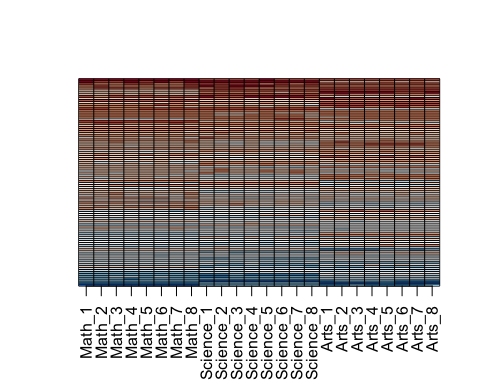 Math_1
Math_2
Math_3
Math_4
Math_5
Math_6
Math_7
Math_8
Science_1
Science_2
Science_3
Science_4
Science_5
Science_6
Science_7
Science_8
Arts_1
Arts_2
Arts_3
Arts_4
Arts_5
Arts_6
Arts_7
Arts_8